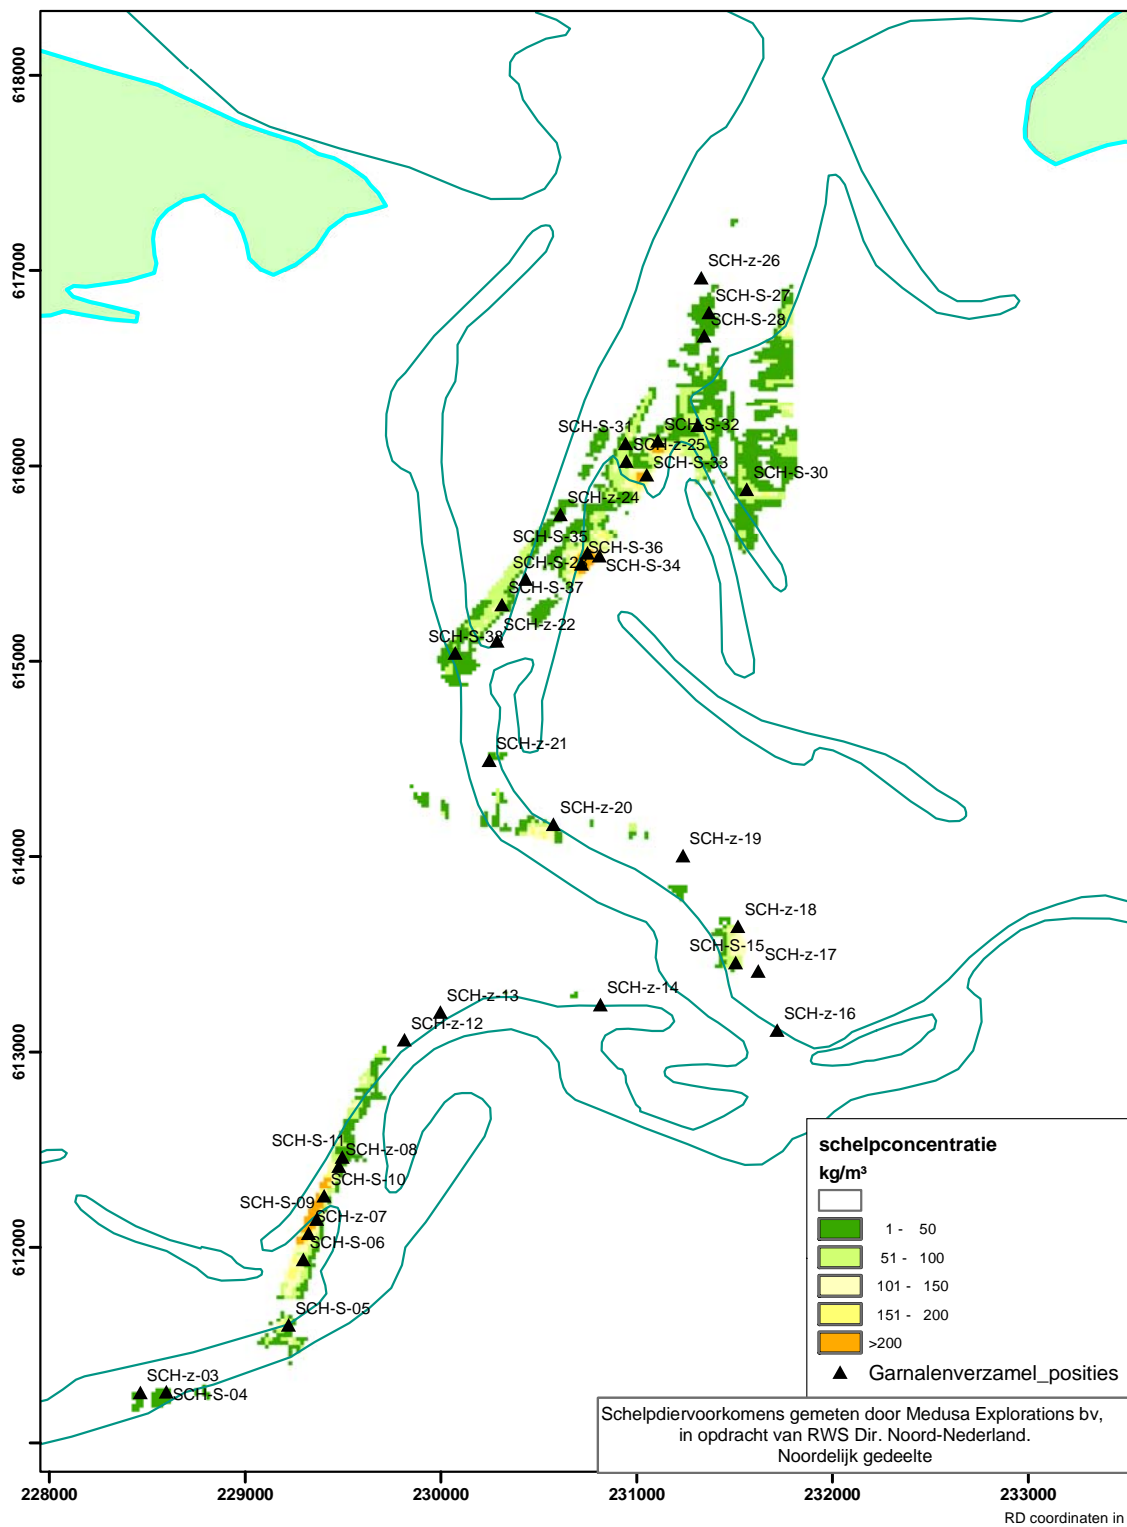 618000
617000
616000
615000
614000
613000
612000
SCH-z-26
SCH-S-27
SCH-S-28
SCH-S-31
SCH-S-32
SCH-z-25
SCH-S-33
SCH-S-30
SCH-z-24
SCH-S-35
SCH-S-36
SCH-S-34
SCH-S-37
SCH-z-22
SCH-S-38
SCH-z-21
SCH-z-20
SCH-z-19
SCH-z-18
SCH-S-15
SCH-z-17
SCH-z-14
SCH-z-16
SCH-z-13
SCH-z-12
SCH-S-11
SCH-z-08
SCH-S-10
SCH-S-09
SCH-z-07
SCH-S-06
SCH-S-05
SCH-z-03
SCH-S-04
schelpconcentratie
kg/m³
1 - 50
51 - 100
101 - 150
151 - 200
>200
Garnalenverzamel_posities
Schelpdiervoorkomens gemeten door Medusa Explorations bv,
in opdracht van RWS Dir. Noord-Nederland.
Noordelijk gedeelte
228000 229000 230000 231000 232000 233000
RD coordinaten in